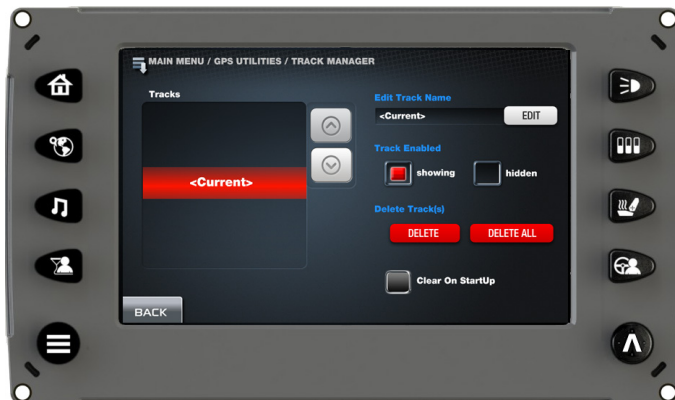 MAIN MENU / GPS UTILITIES / TRACK MANAGER
Tracks
<Current>
Edit Track Name
<Current>
EDIT
Track Enabled
showing
hidden
Delete Track(s)
DELETE
DELETE ALL
Clear On StartUp
BACK